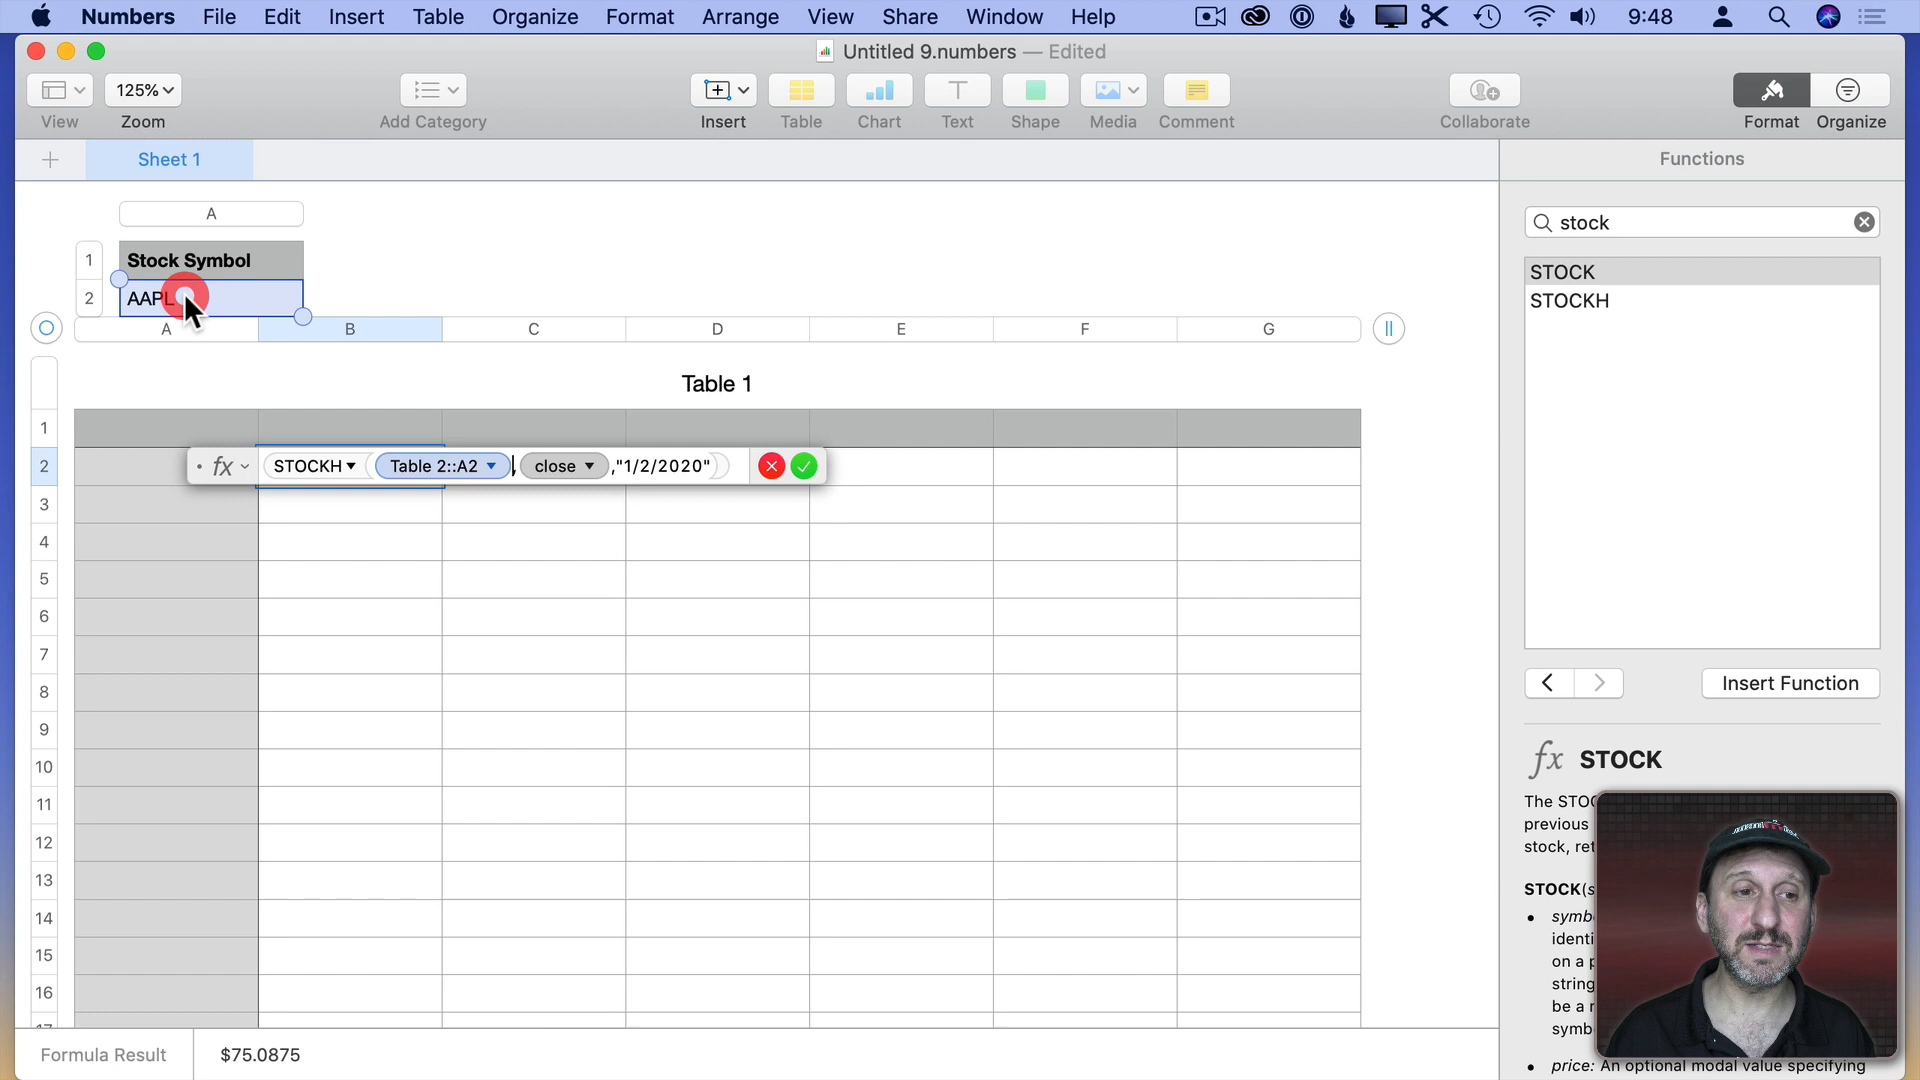 Numbers File Edit Insert Table Organize Format Arrange View Share Window Help 9:48
Untitled 9.numbers — Edited
125%
View Zoom Add Category Insert Table Chart Text Shape Media Comment Collaborate Format Organize
Sheet 1
Functions
A
stock
1 Stock Symbol
2 AAPL
STOCK
STOCKH
A B C D E F G
Table 1
1
2 fx STOCKH Table 2::A2 , close ,"1/2/2020"
3
4
5
6
7
8
9
10
11
12
13
14
15
16
Insert Function
fx STOCK
The STOC
previous
stock, ret
STOCK(s
• symb
identi
on a p
string
be a r
symb
• price: An optional modal value specifying
Formula Result $75.0875